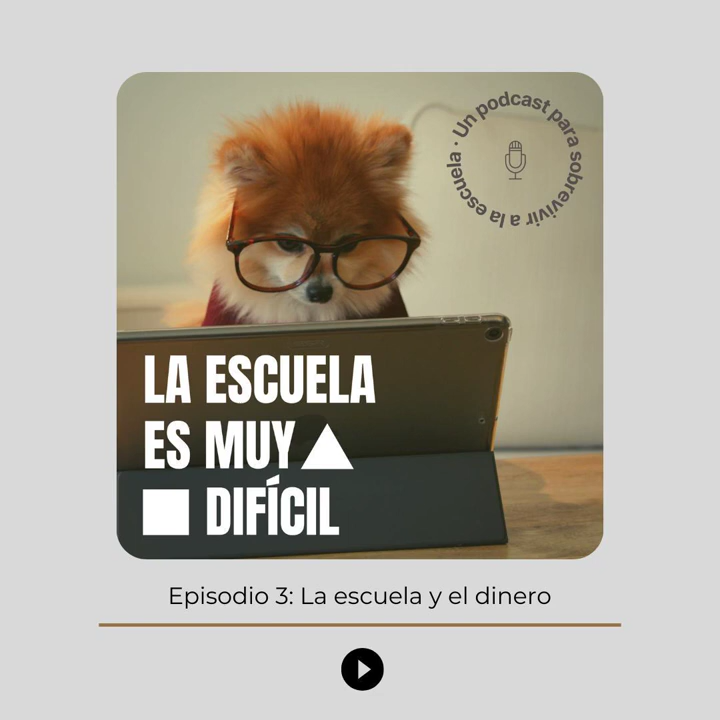 Un podcast para sobrevivir a la escuela ·
LA ESCUELA
ES MUY
DIFÍCIL
Episodio 3: La escuela y el dinero